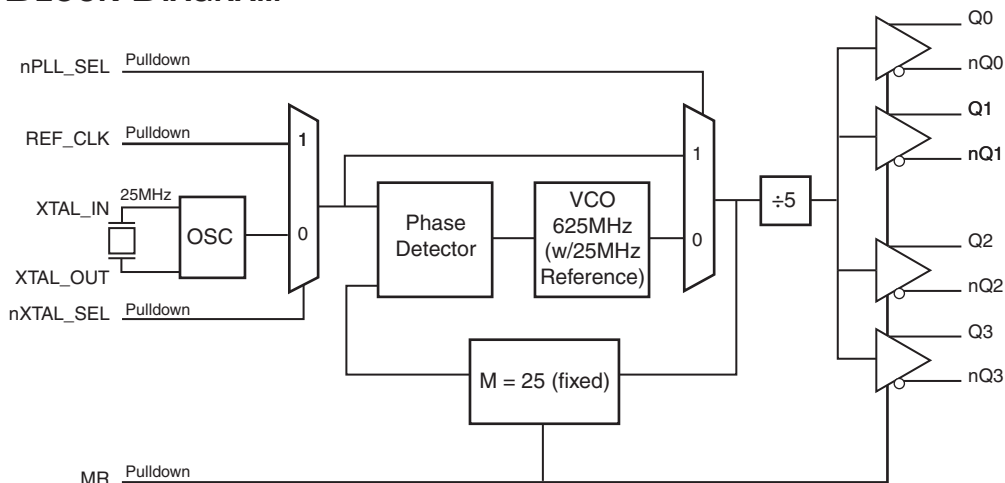 BLOCK DIAGRAM
nPLL_SEL Pulldown
REF_CLK Pulldown
XTAL_IN
25MHz
OSC
XTAL_OUT
nXTAL_SEL Pulldown
1
0
Phase
Detector
VCO
625MHz
(w/25MHz
Reference)
1
0
÷5
M = 25 (fixed)
MR Pulldown
Q0
nQ0
Q1
nQ1
Q2
nQ2
Q3
nQ3